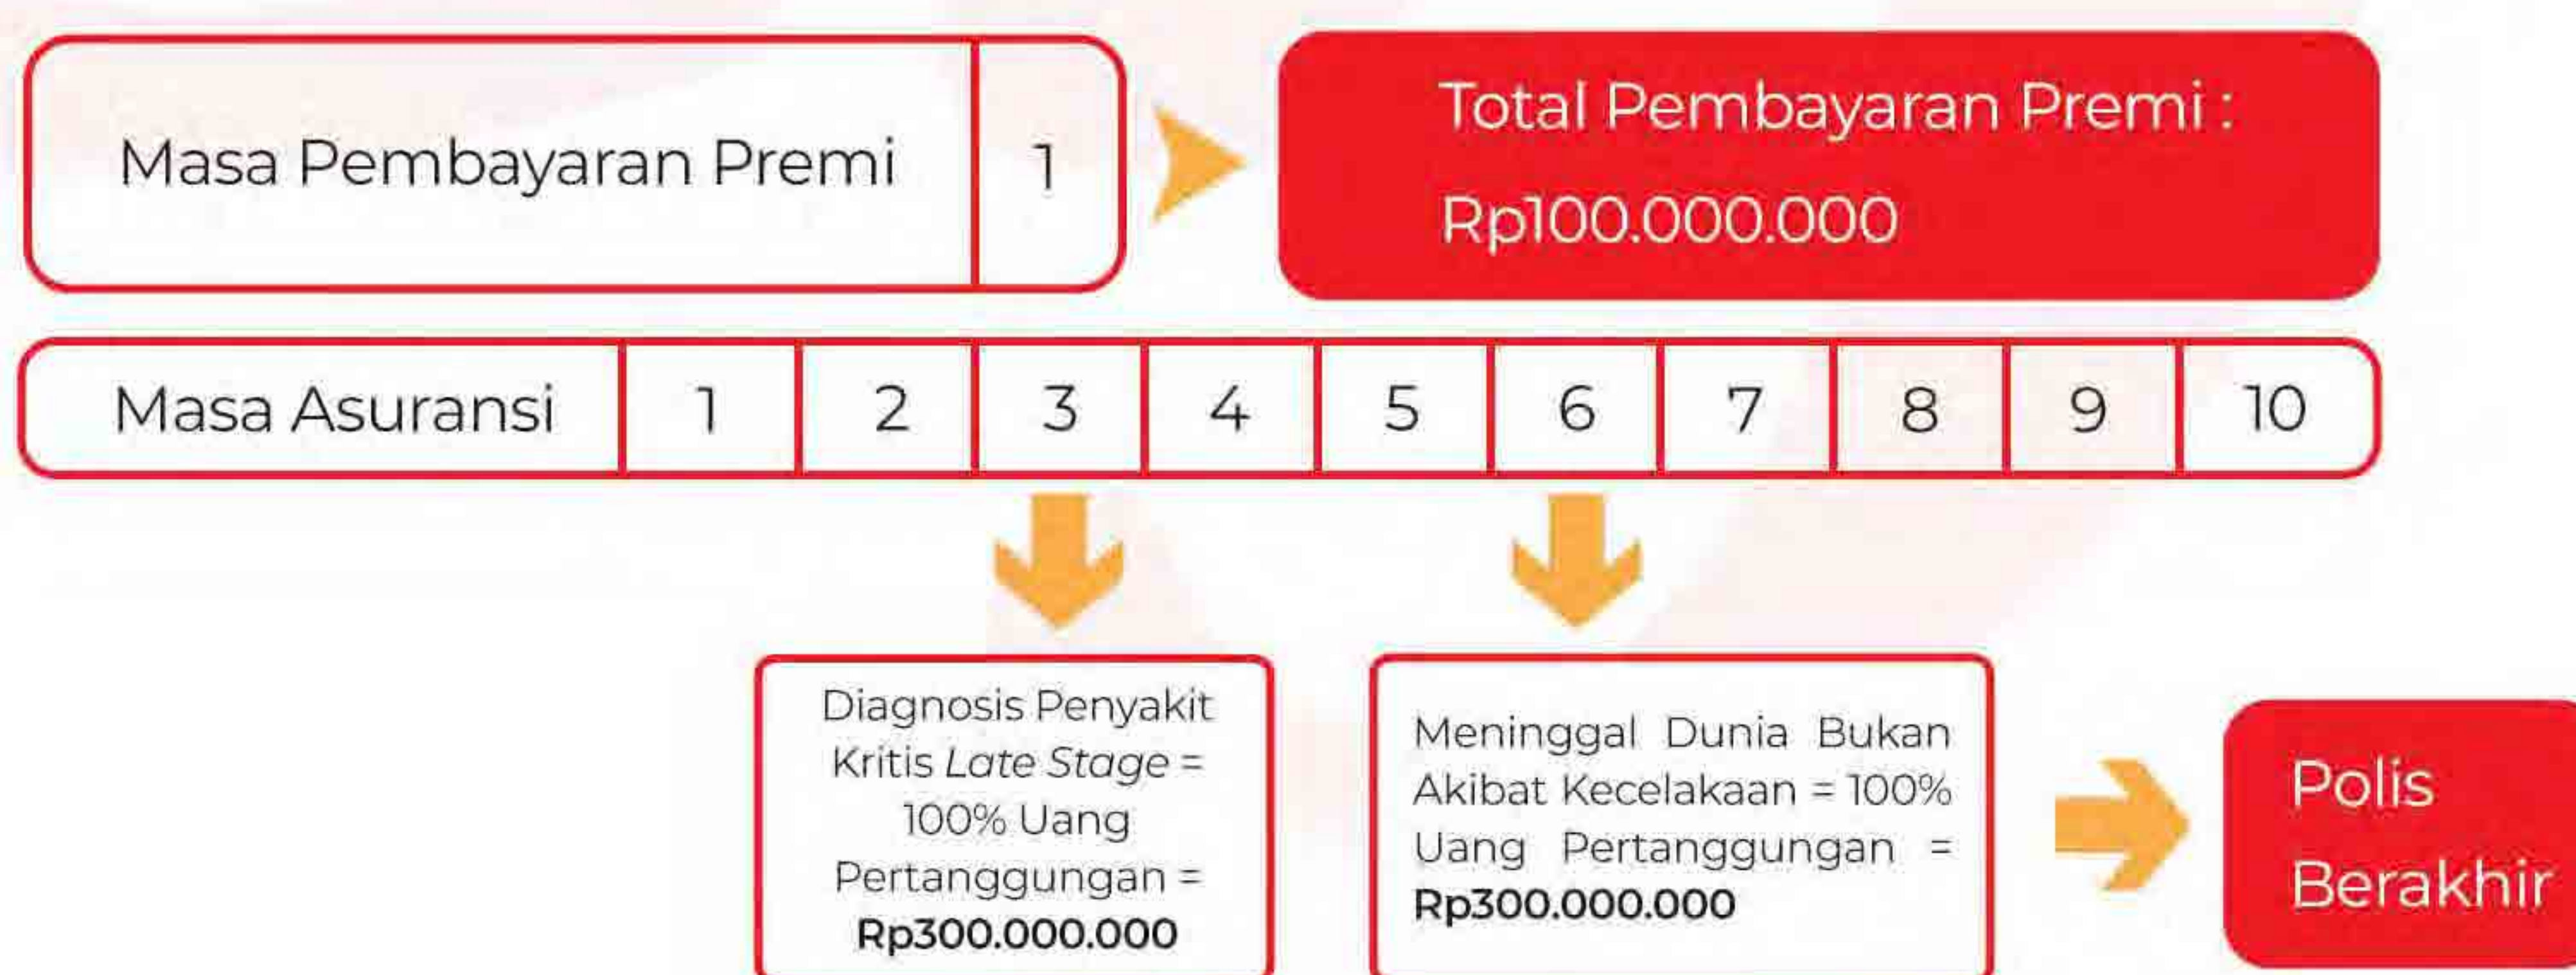 Masa Pembayaran Premi 1
Total Pembayaran Premi :
Rp100.000.000
Masa Asuransi 1 2 3 4 5 6 7 8 9 10
Diagnosis Penyakit
Kritis Late Stage =
100% Uang
Pertanggungan =
Rp300.000.000
Meninggal Dunia Bukan
Akibat Kecelakaan = 100%
Uang Pertanggungan =
Rp300.000.000
Polis
Berakhir